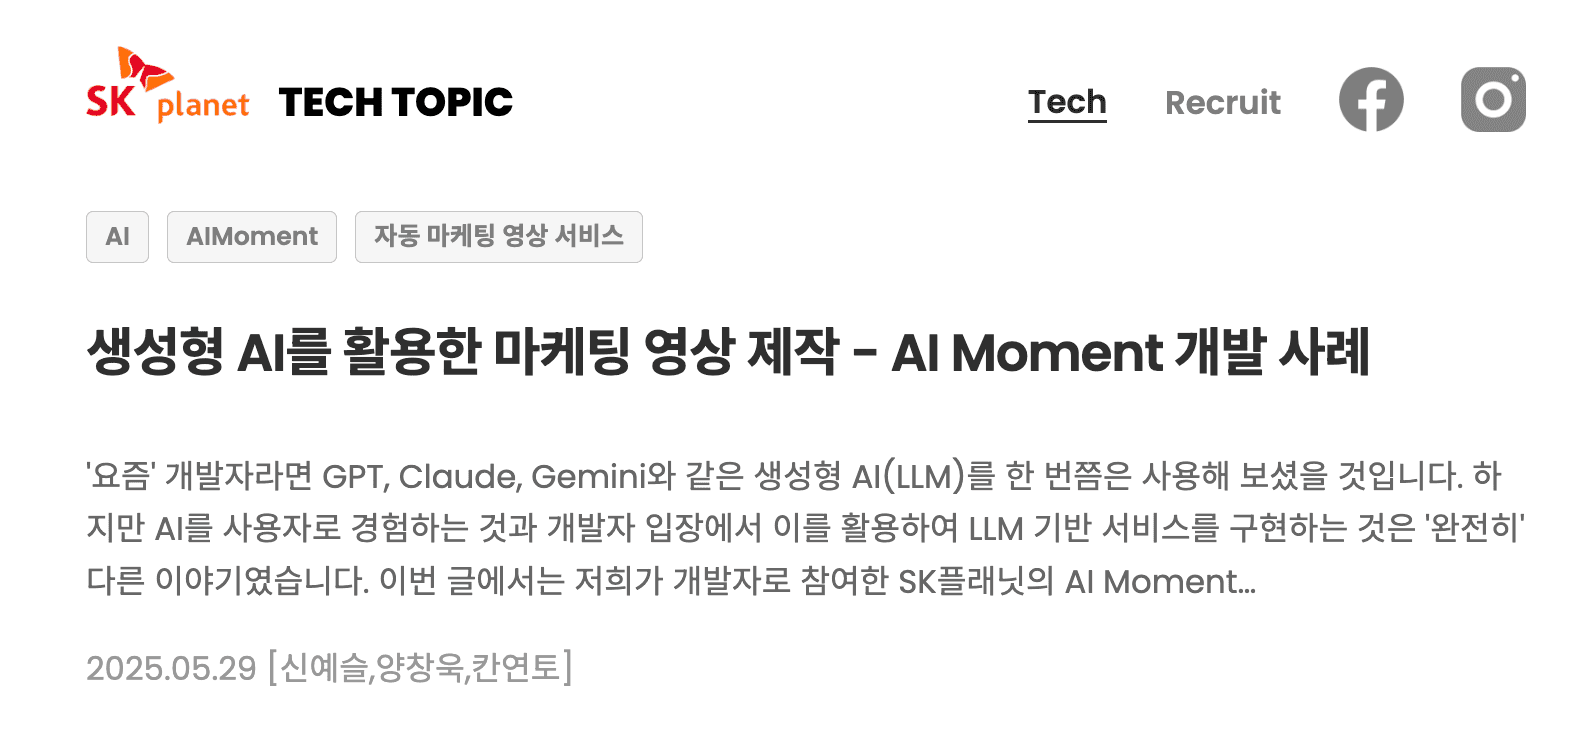 SK planet TECH TOPIC Tech Recruit
AI AIMoment 자동 마케팅 영상 서비스
생성형 AI를 활용한 마케팅 영상 제작 - AI Moment 개발 사례
'요즘' 개발자라면 GPT, Claude, Gemini와 같은 생성형 AI(LLM)를 한 번쯤은 사용해 보셨을 것입니다. 하
지만 AI를 사용자로 경험하는 것과 개발자 입장에서 이를 활용하여 LLM 기반 서비스를 구현하는 것은 '완전히'
다른 이야기였습니다. 이번 글에서는 저희가 개발자로 참여한 SK플래닛의 AI Moment...
2025.05.29 [신예슬,양창욱,칸연토]